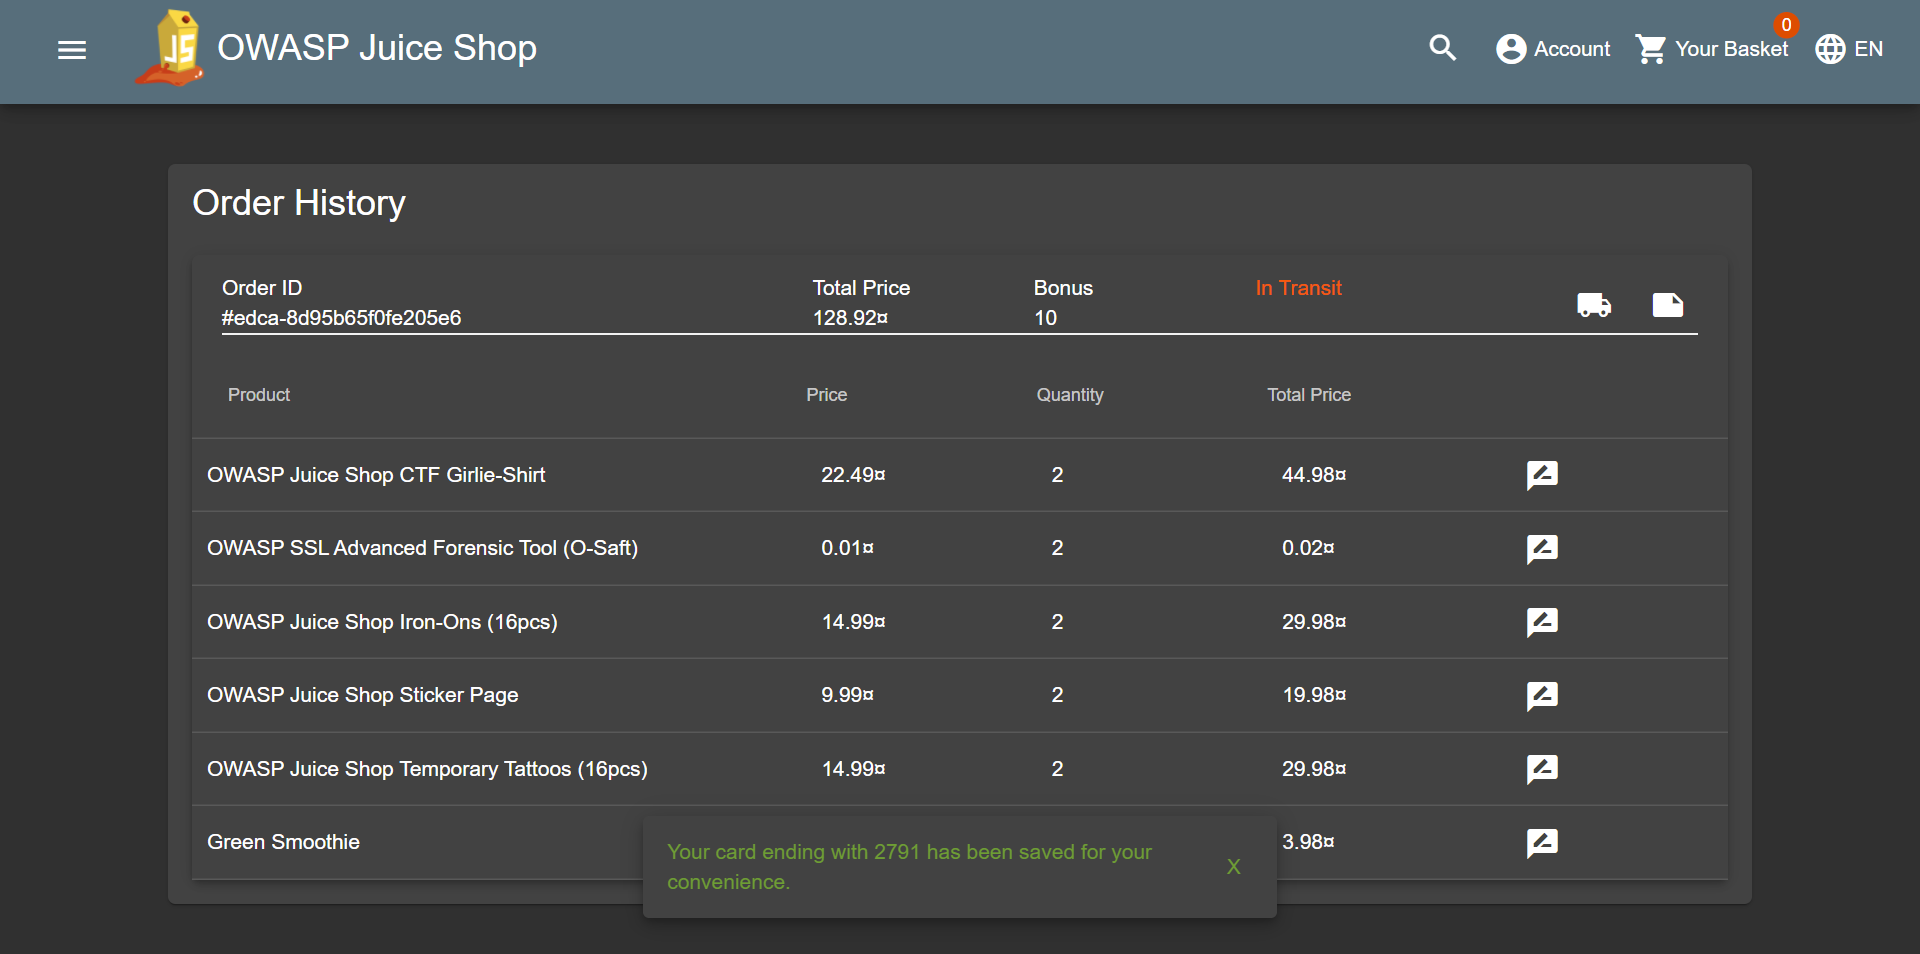 OWASP Juice Shop
Account
Your Basket
0
EN
Order History
Order ID
#edca-8d95b65f0fe205e6
Total Price
128.92¤
Bonus
10
In Transit
Product Price Quantity Total Price
OWASP Juice Shop CTF Girlie-Shirt 22.49¤ 2 44.98¤
OWASP SSL Advanced Forensic Tool (O-Saft) 0.01¤ 2 0.02¤
OWASP Juice Shop Iron-Ons (16pcs) 14.99¤ 2 29.98¤
OWASP Juice Shop Sticker Page 9.99¤ 2 19.98¤
OWASP Juice Shop Temporary Tattoos (16pcs) 14.99¤ 2 29.98¤
Green Smoothie 3.98¤
Your card ending with 2791 has been saved for your
convenience.
X